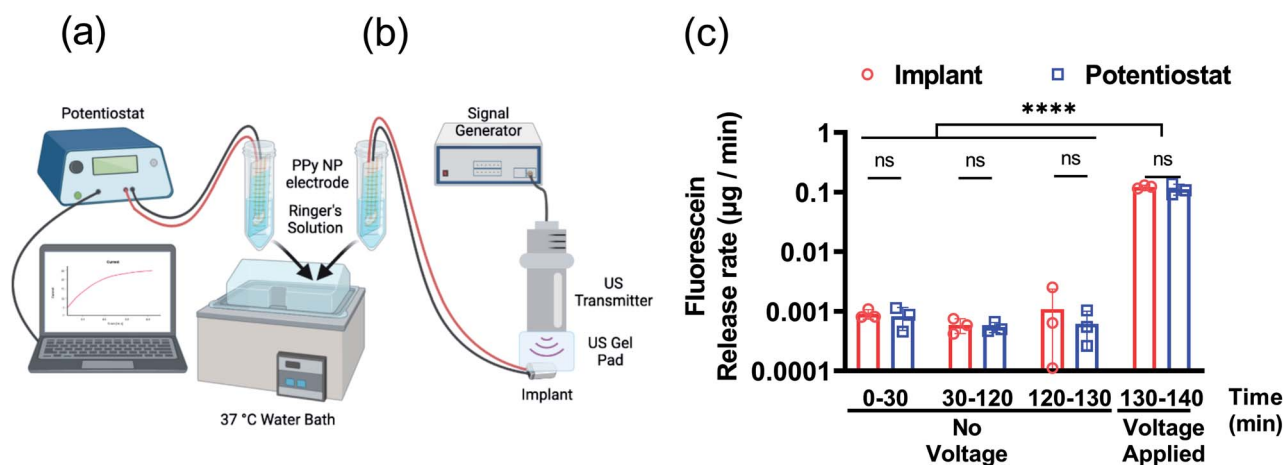 (a)
Potentiostat
PPy NP
electrode
Ringer's
Solution
37 °C Water Bath
(b)
Signal
Generator
US
Transmitter
US Gel
Pad
Implant
(c)
Implant
Potentiostat
****
ns
ns
ns
ns
Fluorescein
Release rate (µg / min)
1
0.1
0.01
0.001
0.0001
0-30
30-120
120-130
130-140
Time
(min)
No
Voltage
Voltage
Applied